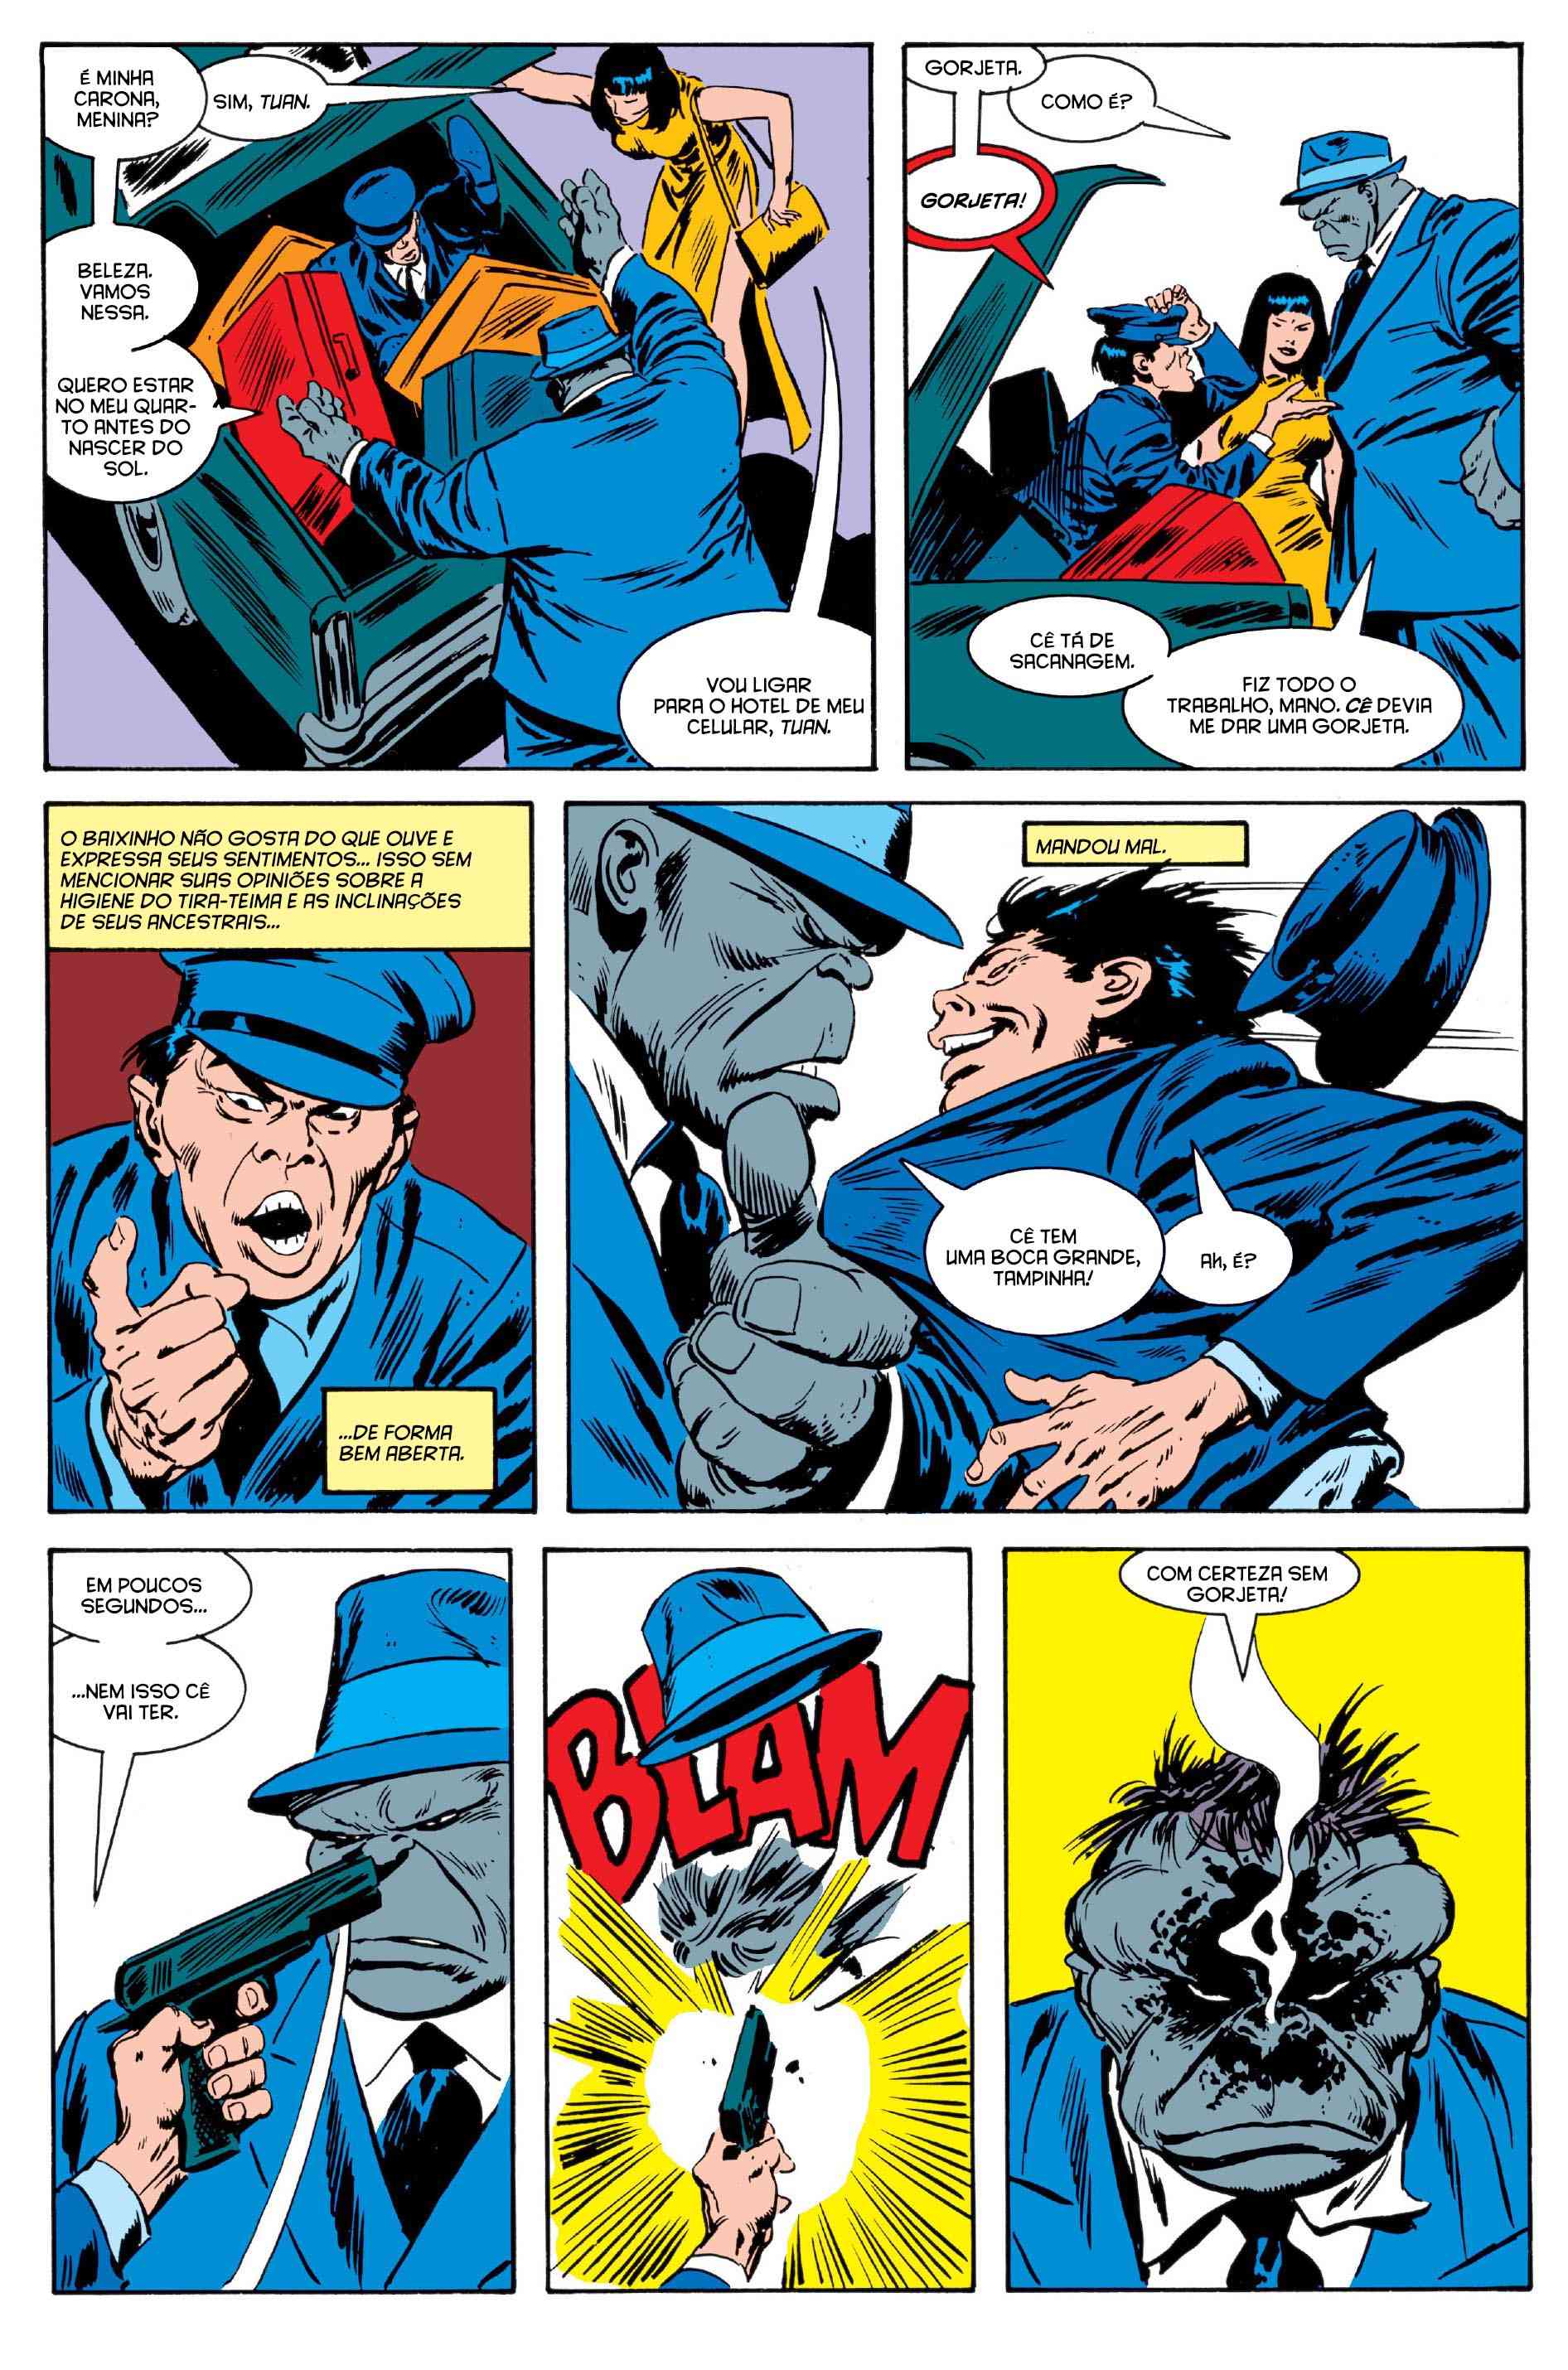 É MINHA
CARONA,
MENINA?
SIM, TUAN.
BELEZA.
VAMOS
NESSA.
QUERO ESTAR
NO MEU QUAR-
TO ANTES DO
NASCER DO
SOL.
VOU LIGAR
PARA O HOTEL DE MEU
CELULAR, TUAN.
GORJETA.
COMO É?
GORJETA!
CÊ TÁ DE
SACANAGEM.
FIZ TODO O
TRABALHO, MANO. CÊ DEVIA
ME DAR UMA GORJETA.
O BAIXINHO NÃO GOSTA DO QUE OUVE E
EXPRESSA SEUS SENTIMENTOS... ISSO SEM
MENCIONAR SUAS OPINIÕES SOBRE A
HIGIENE DO TIRA-TEIMA E AS INCLINAÇÕES
DE SEUS ANCESTRAIS...
...DE FORMA
BEM ABERTA.
MANDOU MAL.
CÊ TEM
UMA BOCA GRANDE,
TAMPINHA!
Ah, É?
EM POUCOS
SEGUNDOS...
...NEM ISSO CÊ
VAI TER.
BLAM
COM CERTEZA SEM
GORJETA!